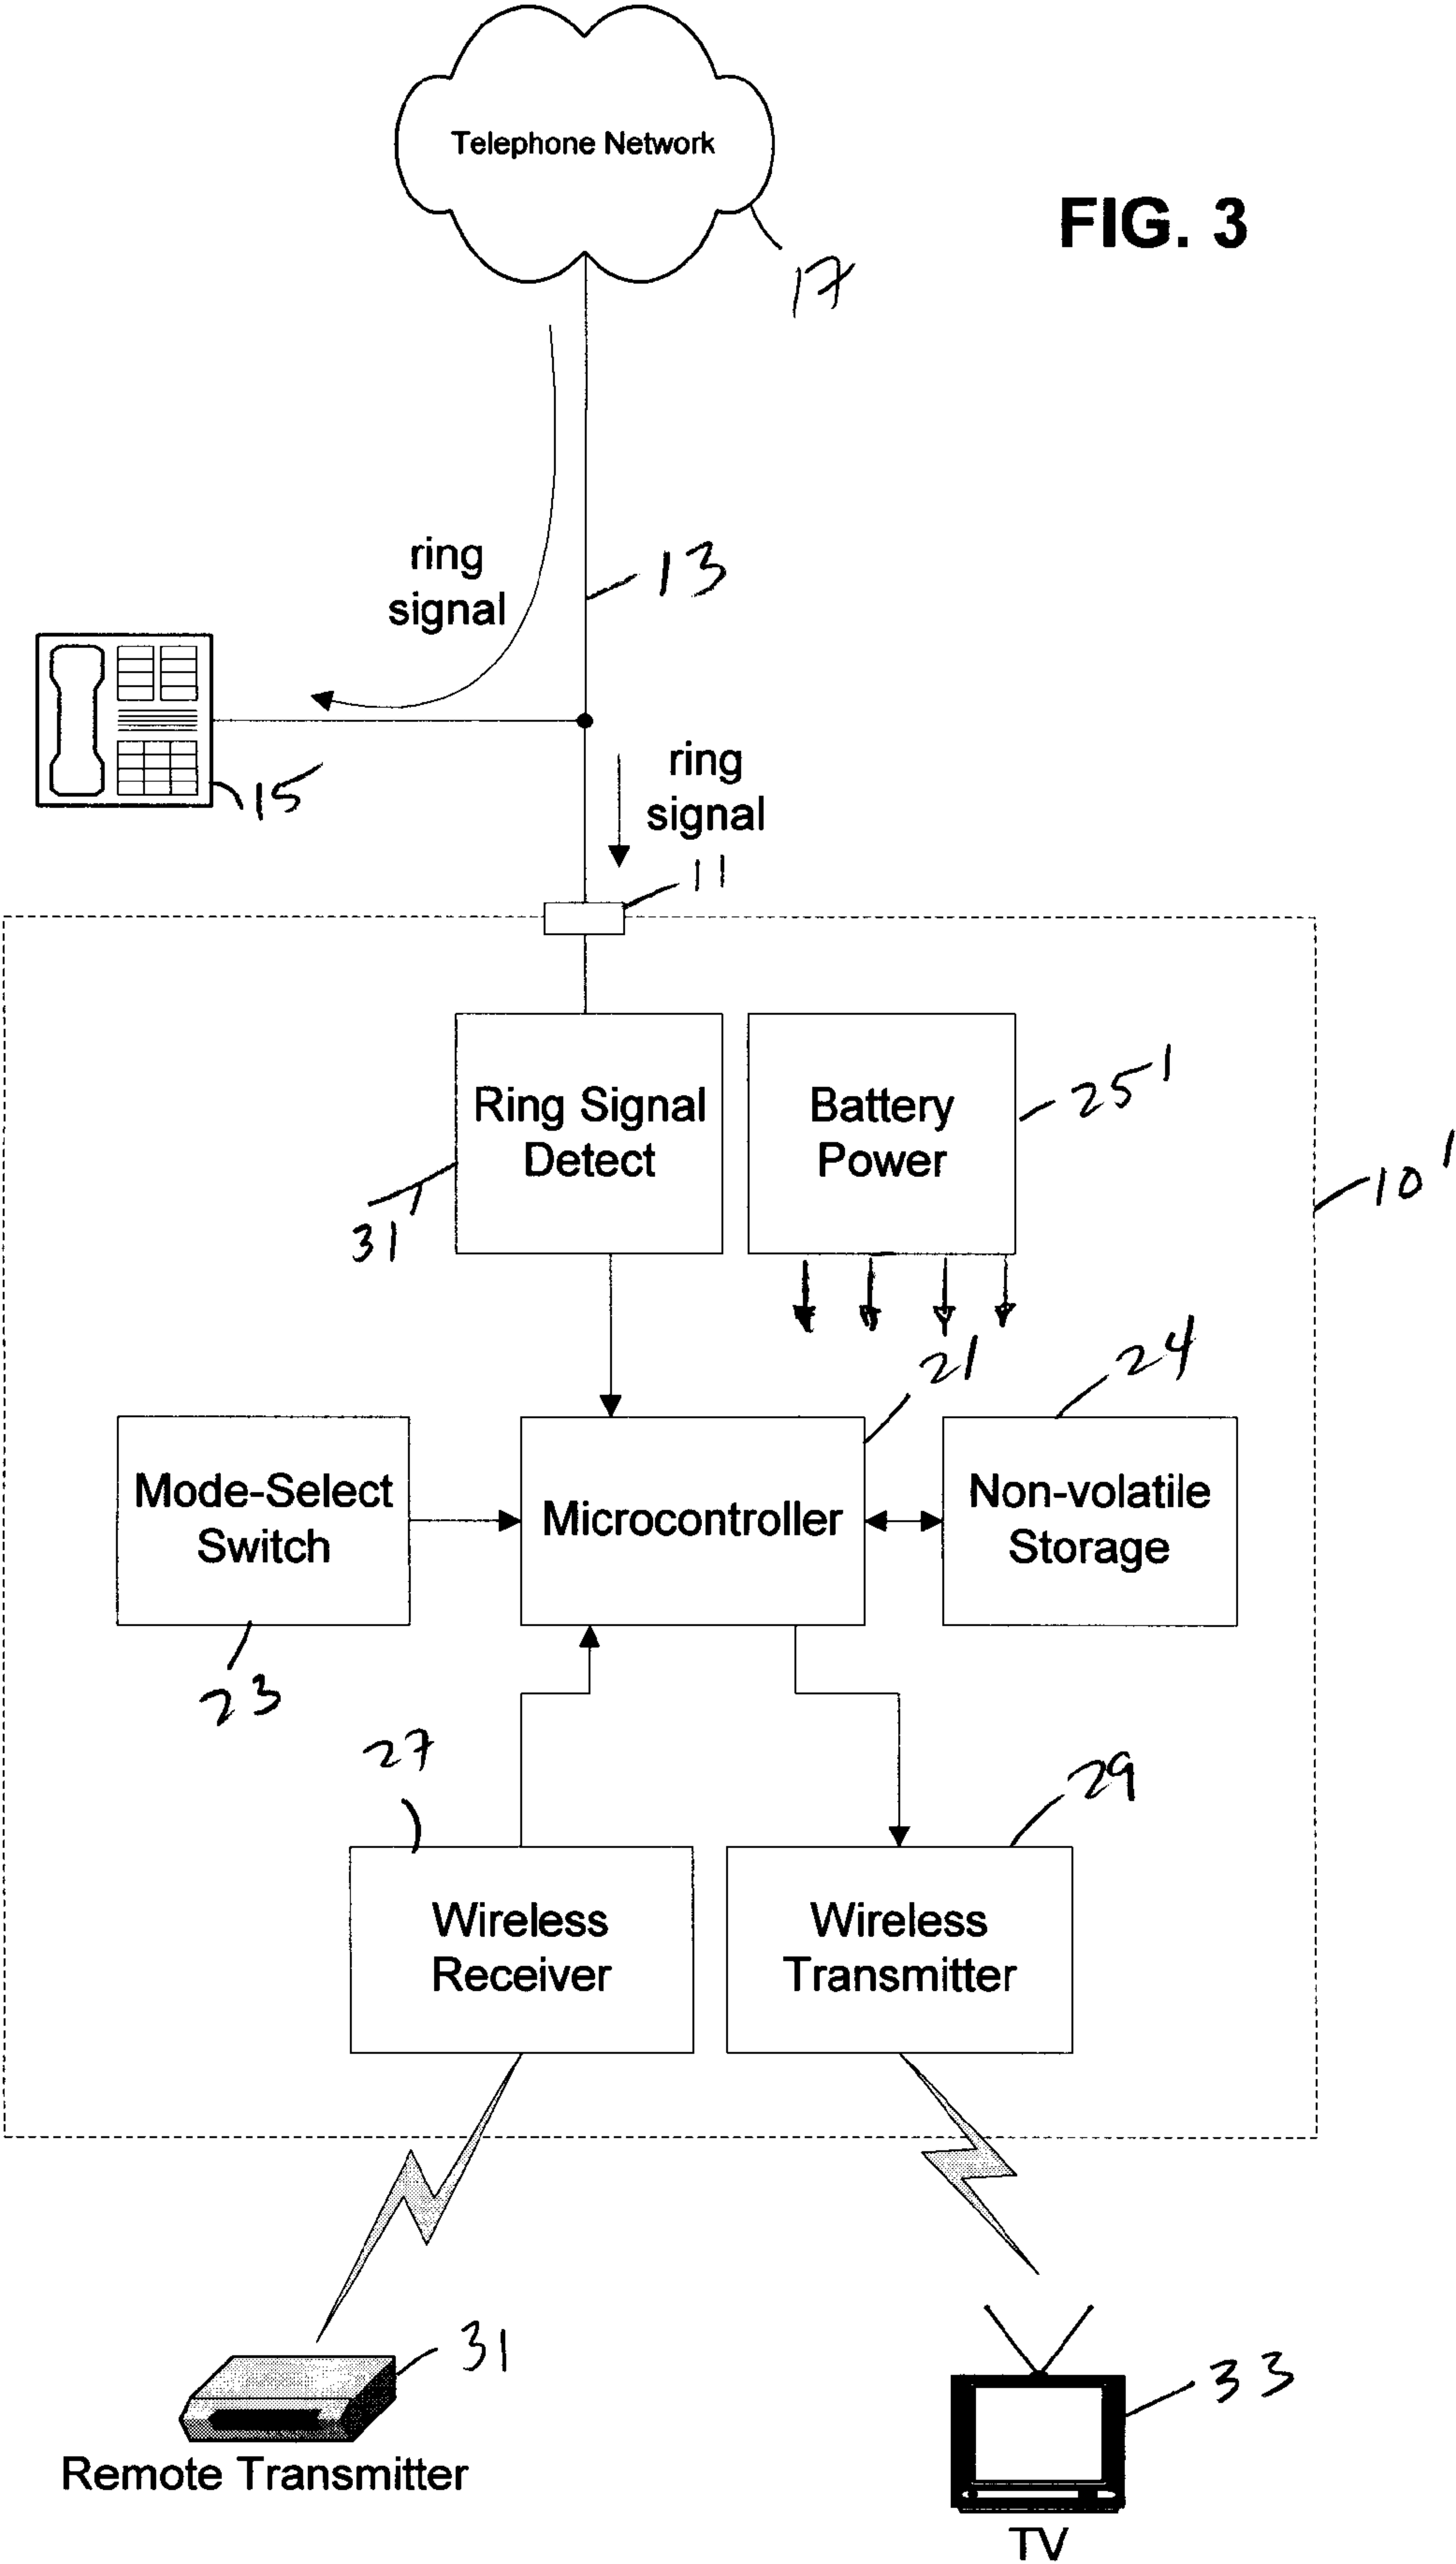 Telephone Network
FIG. 3
17
ring
signal
13
15
ring
signal
11
Ring Signal
Detect
Battery
Power
25'
10'
31'
21
24
Mode-Select
Switch
Microcontroller
Non-volatile
Storage
23
27
29
Wireless
Receiver
Wireless
Transmitter
31
33
Remote Transmitter
TV